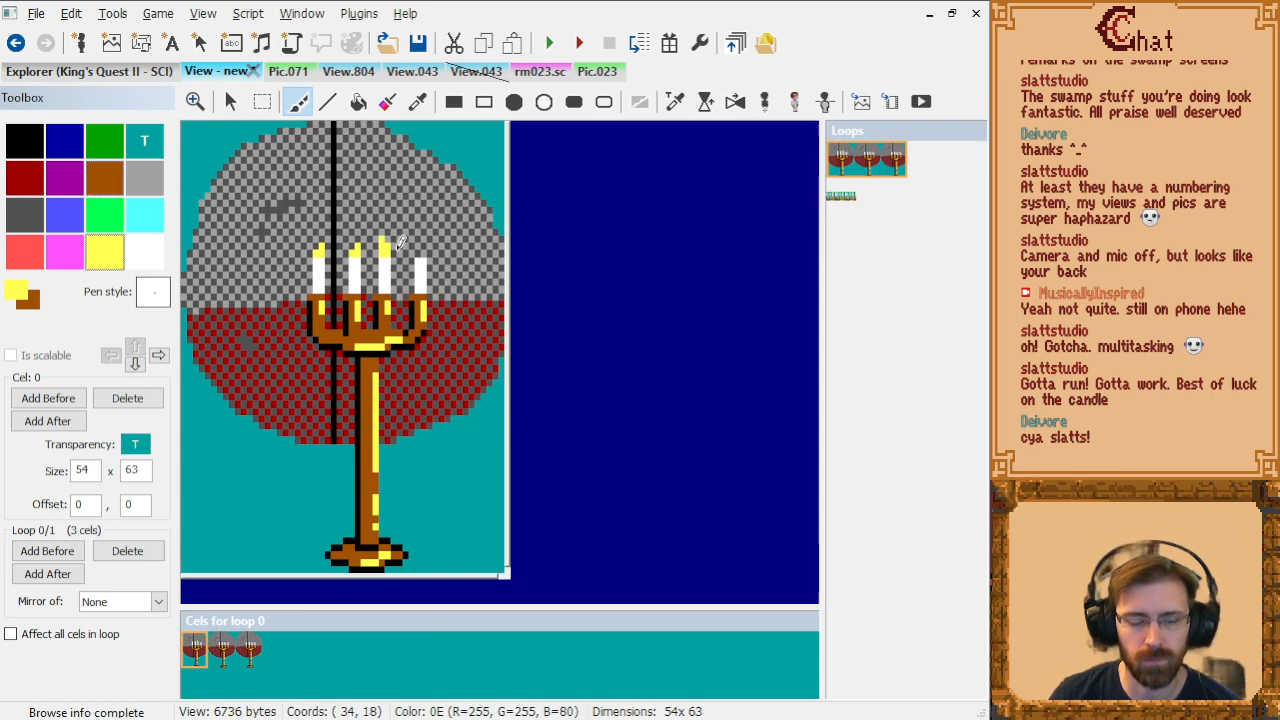 File Edit Tools Game View Script Window Plugins Help
Explorer (King's Quest II - SCI) View - new Pic.071 View.804 View.043 View.043 rm023.sc Pic.023
Toolbox
T
Pen style:
Is scalable
Cel: 0
Add Before Delete
Add After
Transparency: T
Size: 54 x 63
Offset: 0 , 0
Loop 0/1 (3 cels)
Add Before Delete
Add After
Mirror of: None
Affect all cels in loop
Loops
Cels for loop 0
Browse info complete
View: 6736 bytes
( 34, 18)
Color: 0E (R=255, G=255, B=80)
Dimensions: 54x 63
Chat
remarks on the swamp screens
slattstudio
The swamp stuff you're doing look
fantastic. All praise well deserved
Deivore
thanks ^_^
slattstudio
At least they have a numbering
system, my views and pics are
super haphazard
slattstudio
Camera and mic off, but looks like
your back
MusicallyInspired
Yeah not quite. still on phone hehe
slattstudio
oh! Gotcha. multitasking
slattstudio
Gotta run! Gotta work. Best of luck
on the candle
Deivore
cya slatts!